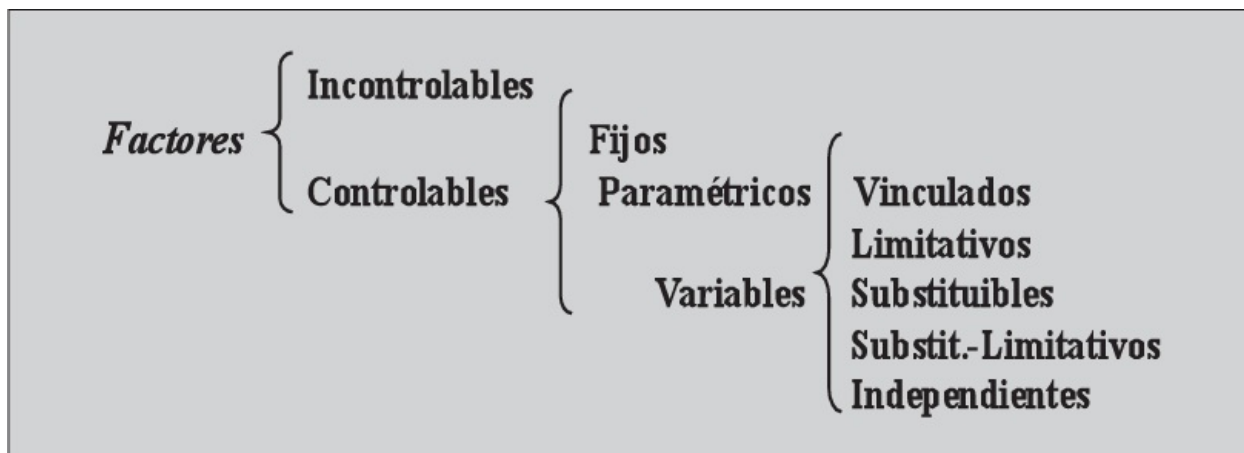 Incontrolables
Factores
Fijos
Controlables
Paramétricos
Vinculados
Limitativos
Variables
Substituibles
Substit.-Limitativos
Independientes